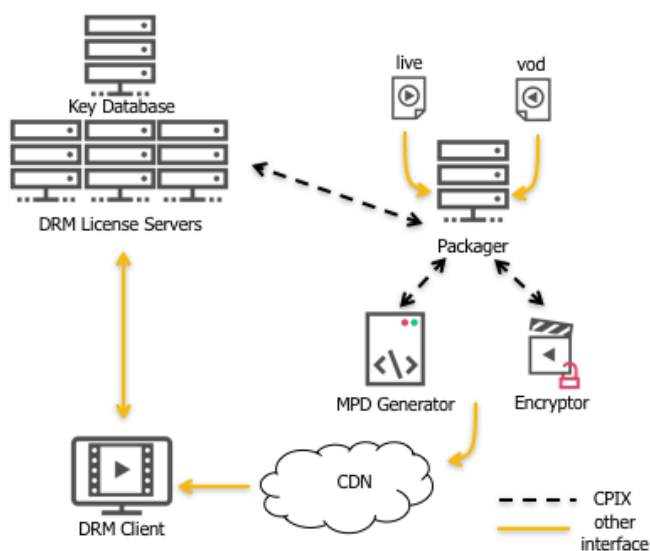 live
vod
Key Database
DRM License Servers
Packager
</>
MPD Generator
Encryptor
CDN
DRM Client
CPIX
other
interface